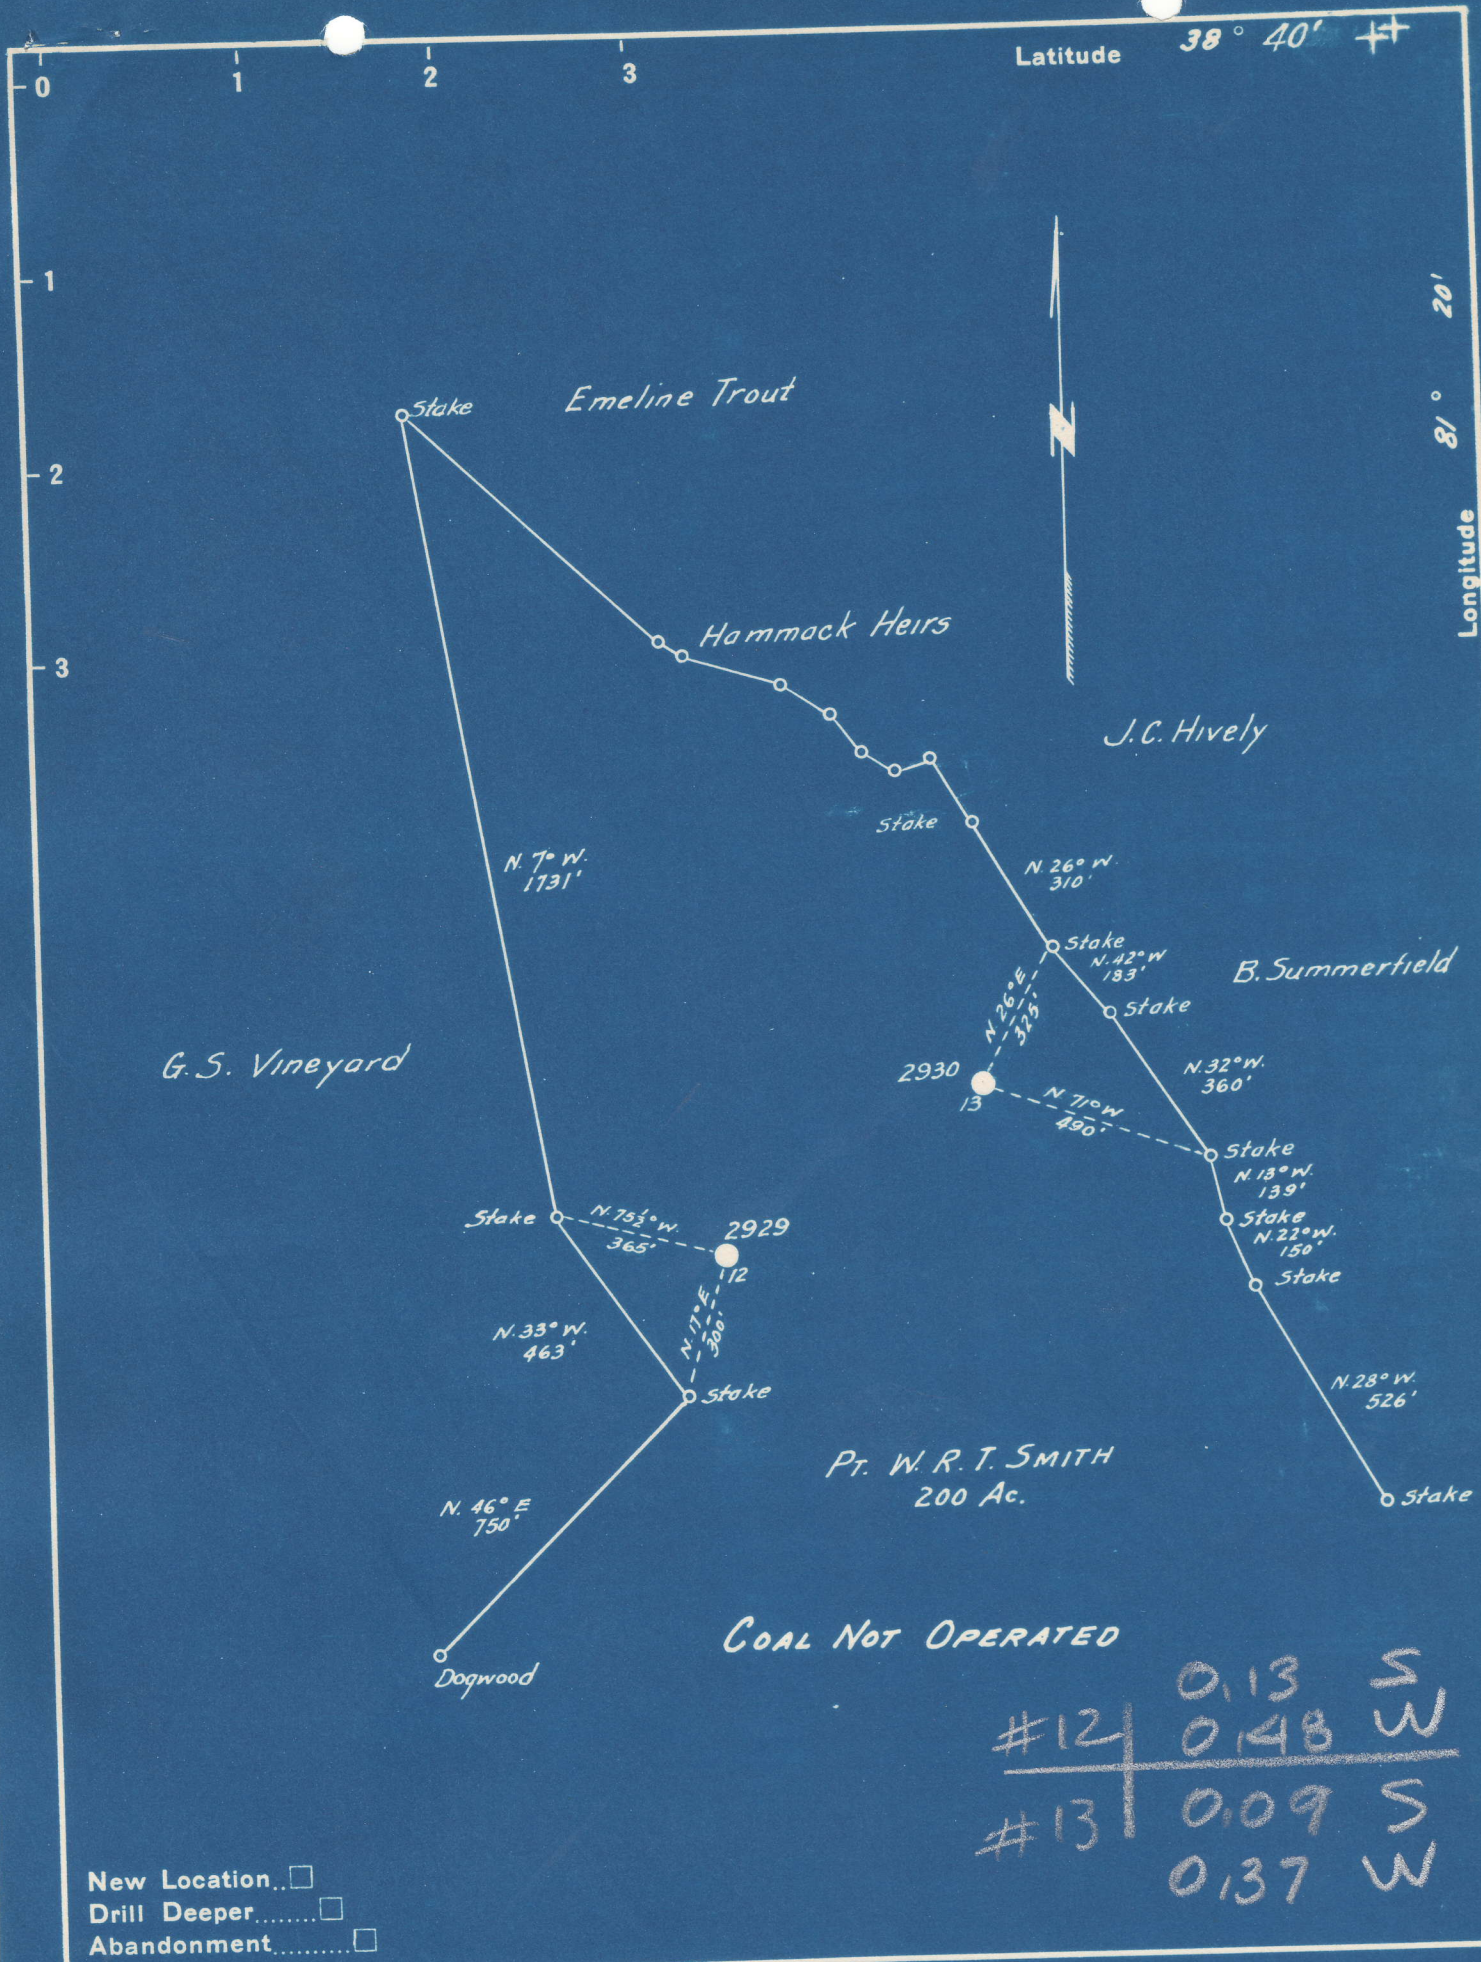 Latitude 38° 40'
0 1 2 3
1
2
3
81° 20'
Longitude
N
Stake
Emeline Trout
Hammack Heirs
J.C. Hively
Stake
N. 7° W.
1731'
N. 26° W.
310'
Stake
N. 42° W
183'
B. Summerfield
Stake
N. 26° E
325'
G.S. Vineyard
2930
13
N. 32° W.
360'
N 71° W
490'
Stake
N. 13° W.
139'
Stake
N. 75½° W.
365'
2929
12
Stake
N. 22° W.
150'
Stake
N. 17° E
300'
N. 33° W.
463'
Stake
N. 28° W.
526'
Pt. W. R. T. Smith
200 Ac.
Stake
N. 46° E
750'
Coal Not Operated
Dogwood
0.13 S
#12 0.48 W
#13 0.09 S
0.37 W
New Location..
Drill Deeper........
Abandonment..........